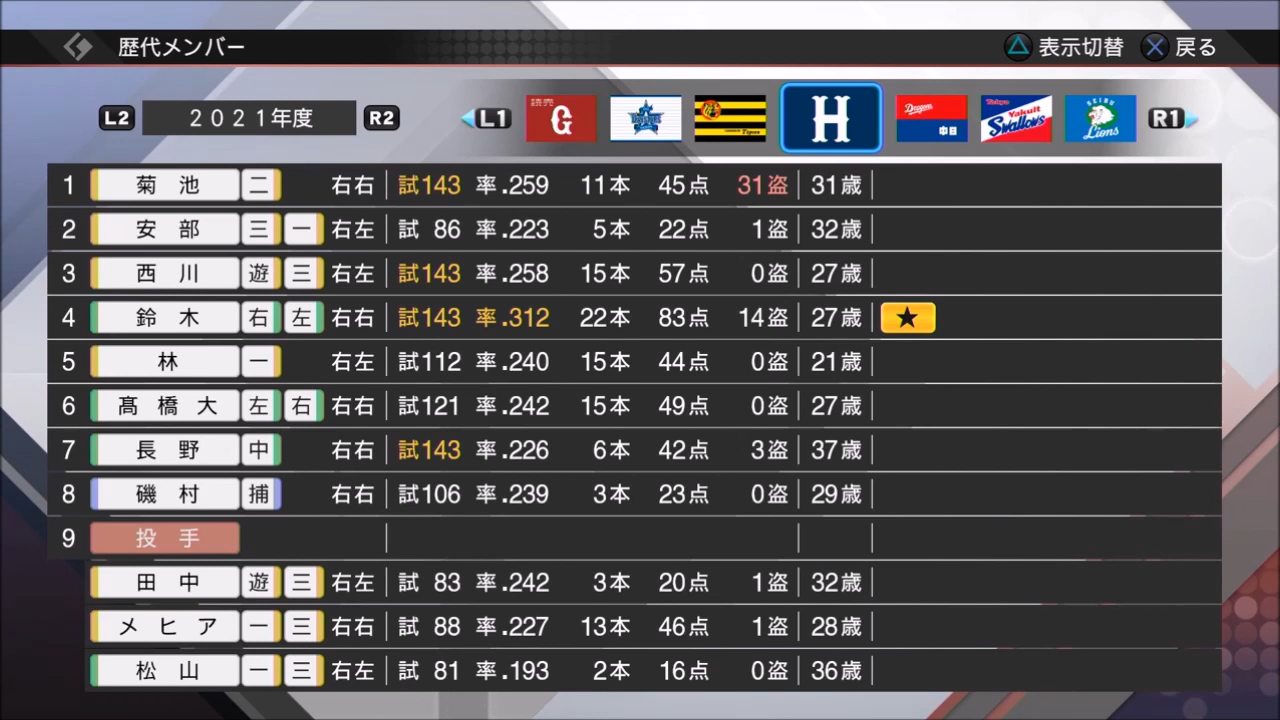 歴代メンバー △ 表示切替 ✕ 戻る
L2 2021年度 R2 L1 読売 G H Dragons 中日 Tokyo Yakult Swallows SEIBU Lions R1
1 菊池 二 右右 試143 率.259 11本 45点 31盗 31歳
2 安部 三 一 右左 試 86 率.223 5本 22点 1盗 32歳
3 西川 遊 三 右左 試143 率.258 15本 57点 0盗 27歳
4 鈴木 右 左 右右 試143 率.312 22本 83点 14盗 27歳 ★
5 林 一 右左 試112 率.240 15本 44点 0盗 21歳
6 髙橋大 左 右 右右 試121 率.242 15本 49点 0盗 27歳
7 長野 中 右右 試143 率.226 6本 42点 3盗 37歳
8 磯村 捕 右右 試106 率.239 3本 23点 0盗 29歳
9 投手
田中 遊 三 右左 試 83 率.242 3本 20点 1盗 32歳
メヒア 一 三 右右 試 88 率.227 13本 46点 1盗 28歳
松山 一 三 右左 試 81 率.193 2本 16点 0盗 36歳